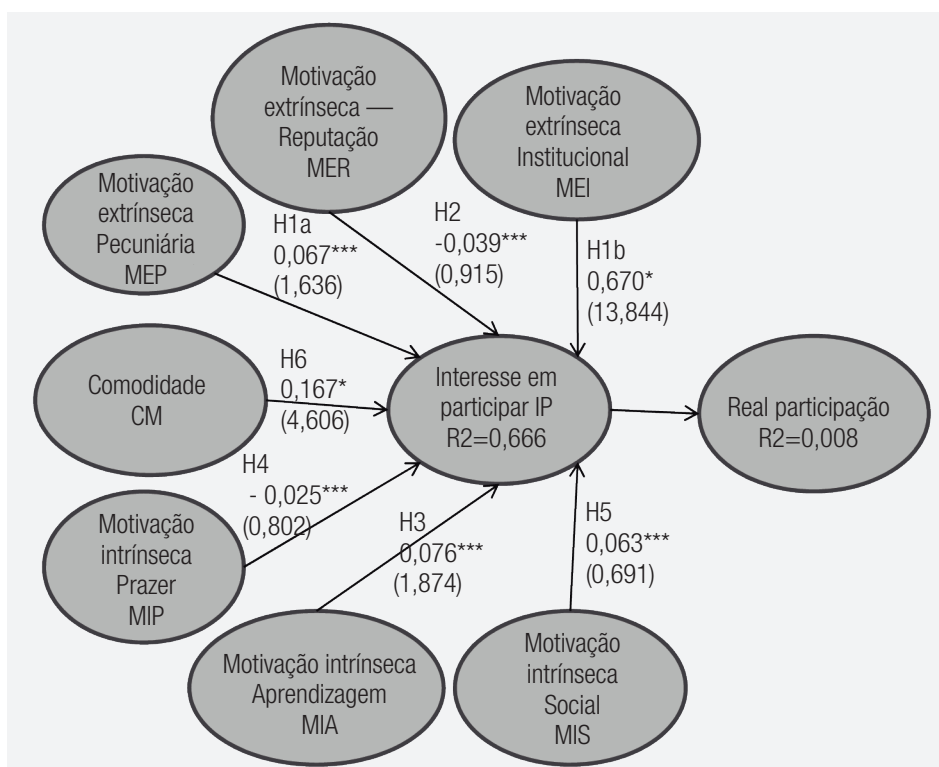 Motivação
extrínseca —
Reputação
MER
Motivação
extrínseca
Institucional
MEI
Motivação
extrínseca
Pecuniária
MEP
H1a
0,067***
(1,636)
H2
-0,039***
(0,915)
H1b
0,670*
(13,844)
Comodidade
CM
H6
0,167*
(4,606)
Interesse em
participar IP
R2=0,666
Real participação
R2=0,008
H4
- 0,025***
(0,802)
Motivação
intrínseca
Prazer
MIP
H3
0,076***
(1,874)
H5
0,063***
(0,691)
Motivação intrínseca
Aprendizagem
MIA
Motivação
intrínseca
Social
MIS